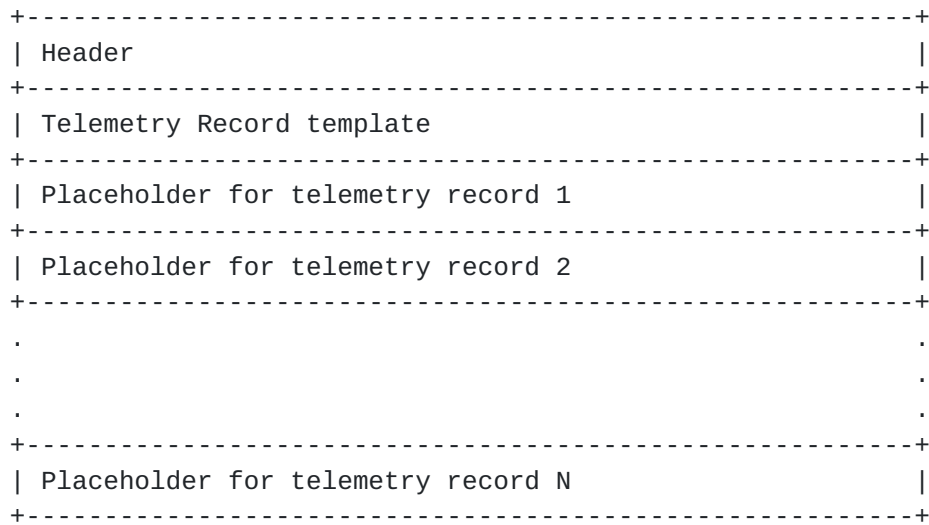 +---------------------------------------------------------+
| Header                                                  |
+---------------------------------------------------------+
| Telemetry Record template                               |
+---------------------------------------------------------+
| Placeholder for telemetry record 1                      |
+---------------------------------------------------------+
| Placeholder for telemetry record 2                      |
+---------------------------------------------------------+
.                                                         .
.                                                         .
.                                                         .
+---------------------------------------------------------+
| Placeholder for telemetry record N                      |
+---------------------------------------------------------+